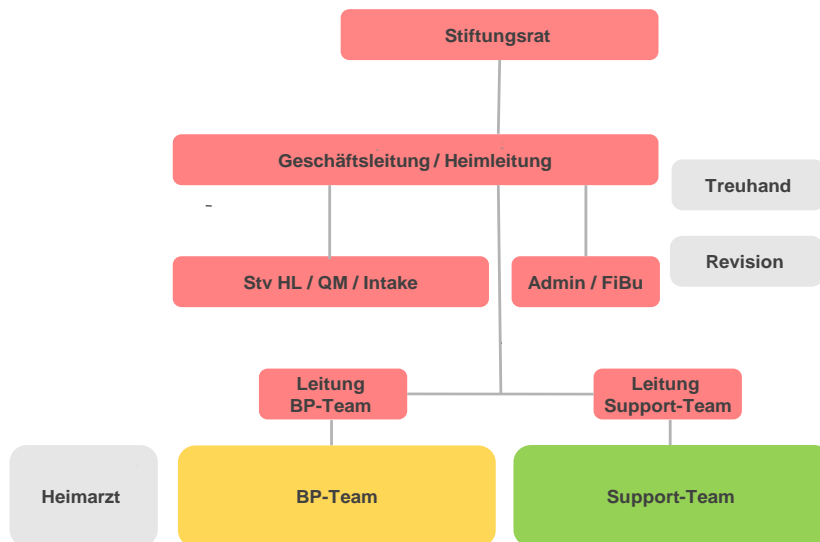 Stiftungsrat
Geschäftsleitung / Heimleitung
Treuhand
-
Revision
Stv HL / QM / Intake
Admin / FiBu
Leitung
BP-Team
Leitung
Support-Team
Heimarzt
BP-Team
Support-Team